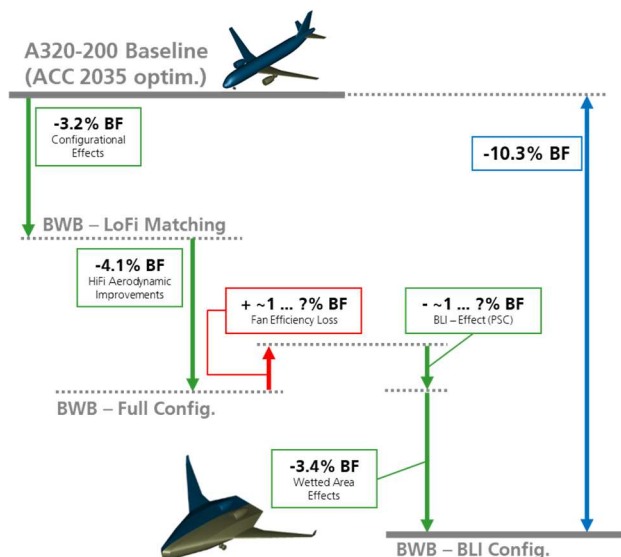 A320-200 Baseline
(ACC 2035 optim.)
-3.2% BF
Configurational
Effects
-10.3% BF
BWB – LoFi Matching
-4.1% BF
HiFi Aerodynamic
Improvements
+ ~1 ... ?% BF
Fan Efficiency Loss
- ~1 ... ?% BF
BLI – Effect (PSC)
BWB – Full Config.
-3.4% BF
Wetted Area
Effects
BWB – BLI Config.